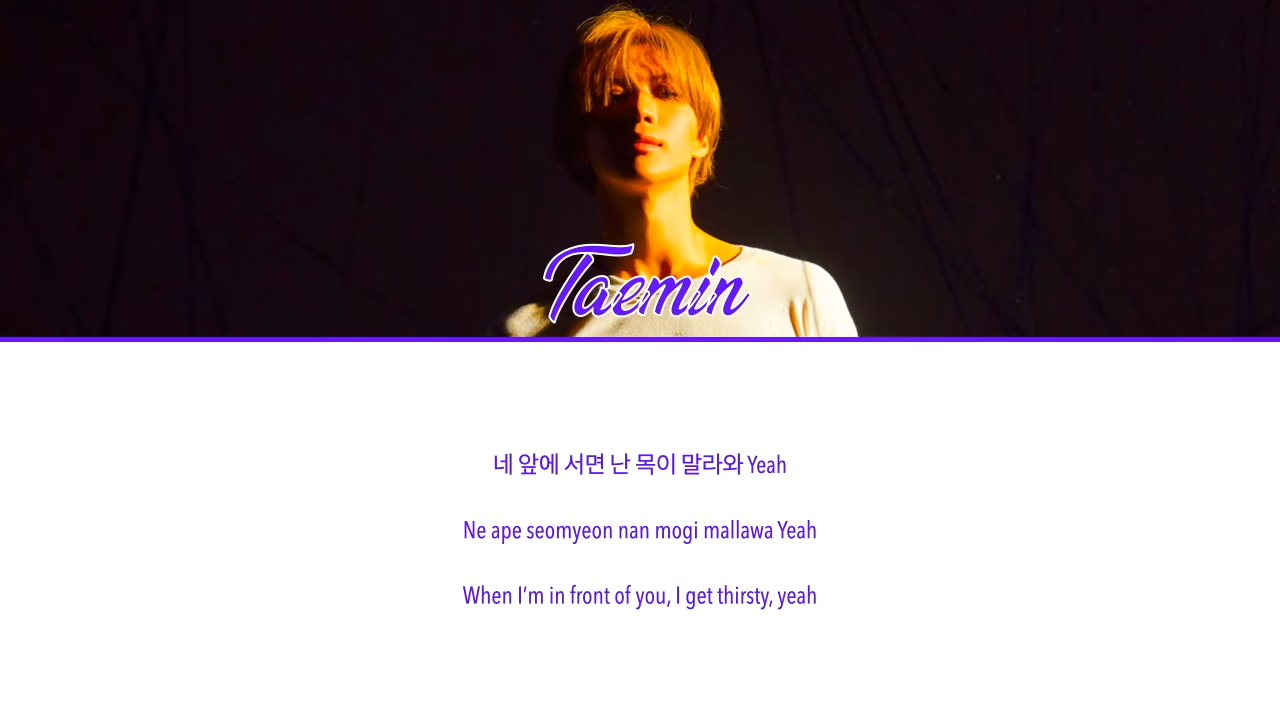 Taemin
네 앞에 서면 난 목이 말라와 Yeah
Ne ape seomyeon nan mogi mallawa Yeah
When I’m in front of you, I get thirsty, yeah